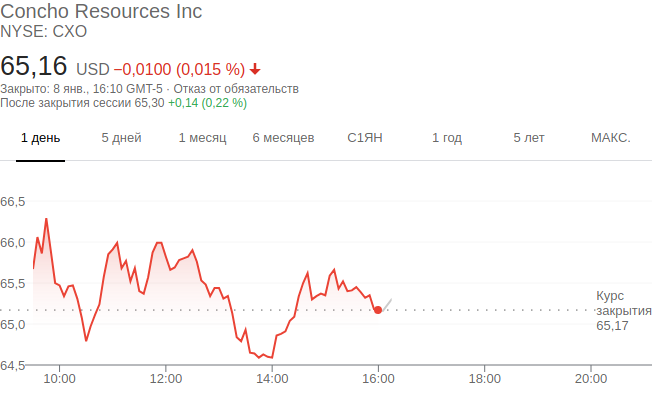 Concho Resources Inc
NYSE: CXO
65,16 USD −0,0100 (0,015 %)
Закрыто: 8 янв., 16:10 GMT-5 · Отказ от обязательств
После закрытия сессии 65,30 +0,14 (0,22 %)
1 день 5 дней 1 месяц 6 месяцев С1ЯН 1 год 5 лет МАКС.
66,5
66,0
65,5
65,0
64,5
Курс
закрытия
65,17
10:00 12:00 14:00 16:00 18:00 20:00